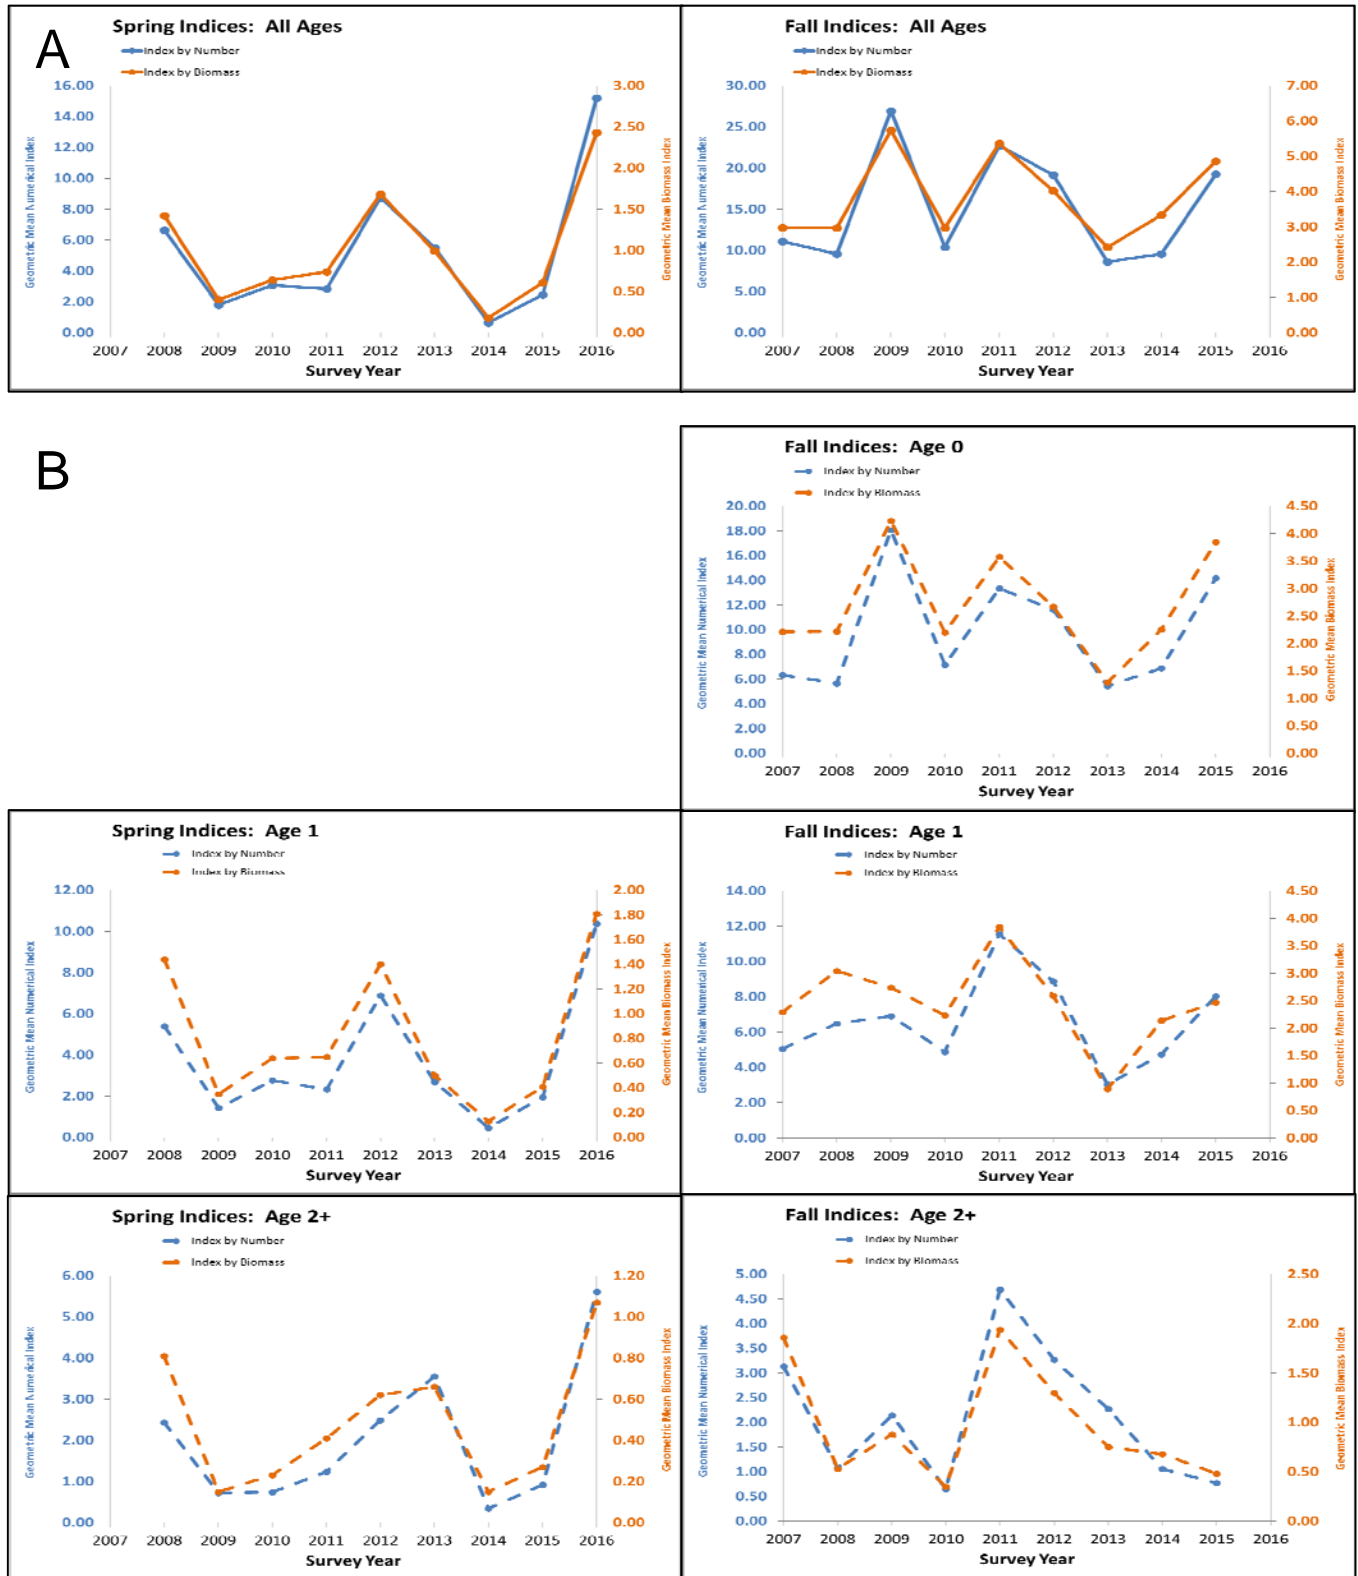 A
Spring Indices: All Ages
Index by Number
Index by Biomass
Geometric Mean Numerical Index
16.00
14.00
12.00
10.00
8.00
6.00
4.00
2.00
0.00
3.00
2.50
2.00
1.50
1.00
0.50
0.00
Geometric Mean Biomass Index
2007 2008 2009 2010 2011 2012 2013 2014 2015 2016
Survey Year
Fall Indices: All Ages
Index by Number
Index by Biomass
Geometric Mean Numerical Index
30.00
25.00
20.00
15.00
10.00
5.00
0.00
7.00
6.00
5.00
4.00
3.00
2.00
1.00
0.00
Geometric Mean Biomass Index
2007 2008 2009 2010 2011 2012 2013 2014 2015 2016
Survey Year
B
Fall Indices: Age 0
Index by Number
Index by Biomass
Geometric Mean Numerical Index
20.00
18.00
16.00
14.00
12.00
10.00
8.00
6.00
4.00
2.00
0.00
4.50
4.00
3.50
3.00
2.50
2.00
1.50
1.00
0.50
0.00
Geometric Mean Biomass Index
2007 2008 2009 2010 2011 2012 2013 2014 2015 2016
Survey Year
Spring Indices: Age 1
Index by Number
Index by Biomass
Geometric Mean Numerical Index
12.00
10.00
8.00
6.00
4.00
2.00
0.00
2.00
1.80
1.60
1.40
1.20
1.00
0.80
0.60
0.40
0.20
0.00
Geometric Mean Biomass Index
2007 2008 2009 2010 2011 2012 2013 2014 2015 2016
Survey Year
Fall Indices: Age 1
Index by Number
Index by Biomass
Geometric Mean Numerical Index
14.00
12.00
10.00
8.00
6.00
4.00
2.00
0.00
4.50
4.00
3.50
3.00
2.50
2.00
1.50
1.00
0.50
0.00
Geometric Mean Biomass Index
2007 2008 2009 2010 2011 2012 2013 2014 2015 2016
Survey Year
Spring Indices: Age 2+
Index by Number
Index by Biomass
Geometric Mean Numerical Index
6.00
5.00
4.00
3.00
2.00
1.00
0.00
1.20
1.00
0.80
0.60
0.40
0.20
0.00
Geometric Mean Biomass Index
2007 2008 2009 2010 2011 2012 2013 2014 2015 2016
Survey Year
Fall Indices: Age 2+
Index by Number
Index by Biomass
Geometric Mean Numerical Index
5.00
4.50
4.00
3.50
3.00
2.50
2.00
1.50
1.00
0.50
0.00
2.50
2.00
1.50
1.00
0.50
0.00
Geometric Mean Biomass Index
2007 2008 2009 2010 2011 2012 2013 2014 2015 2016
Survey Year